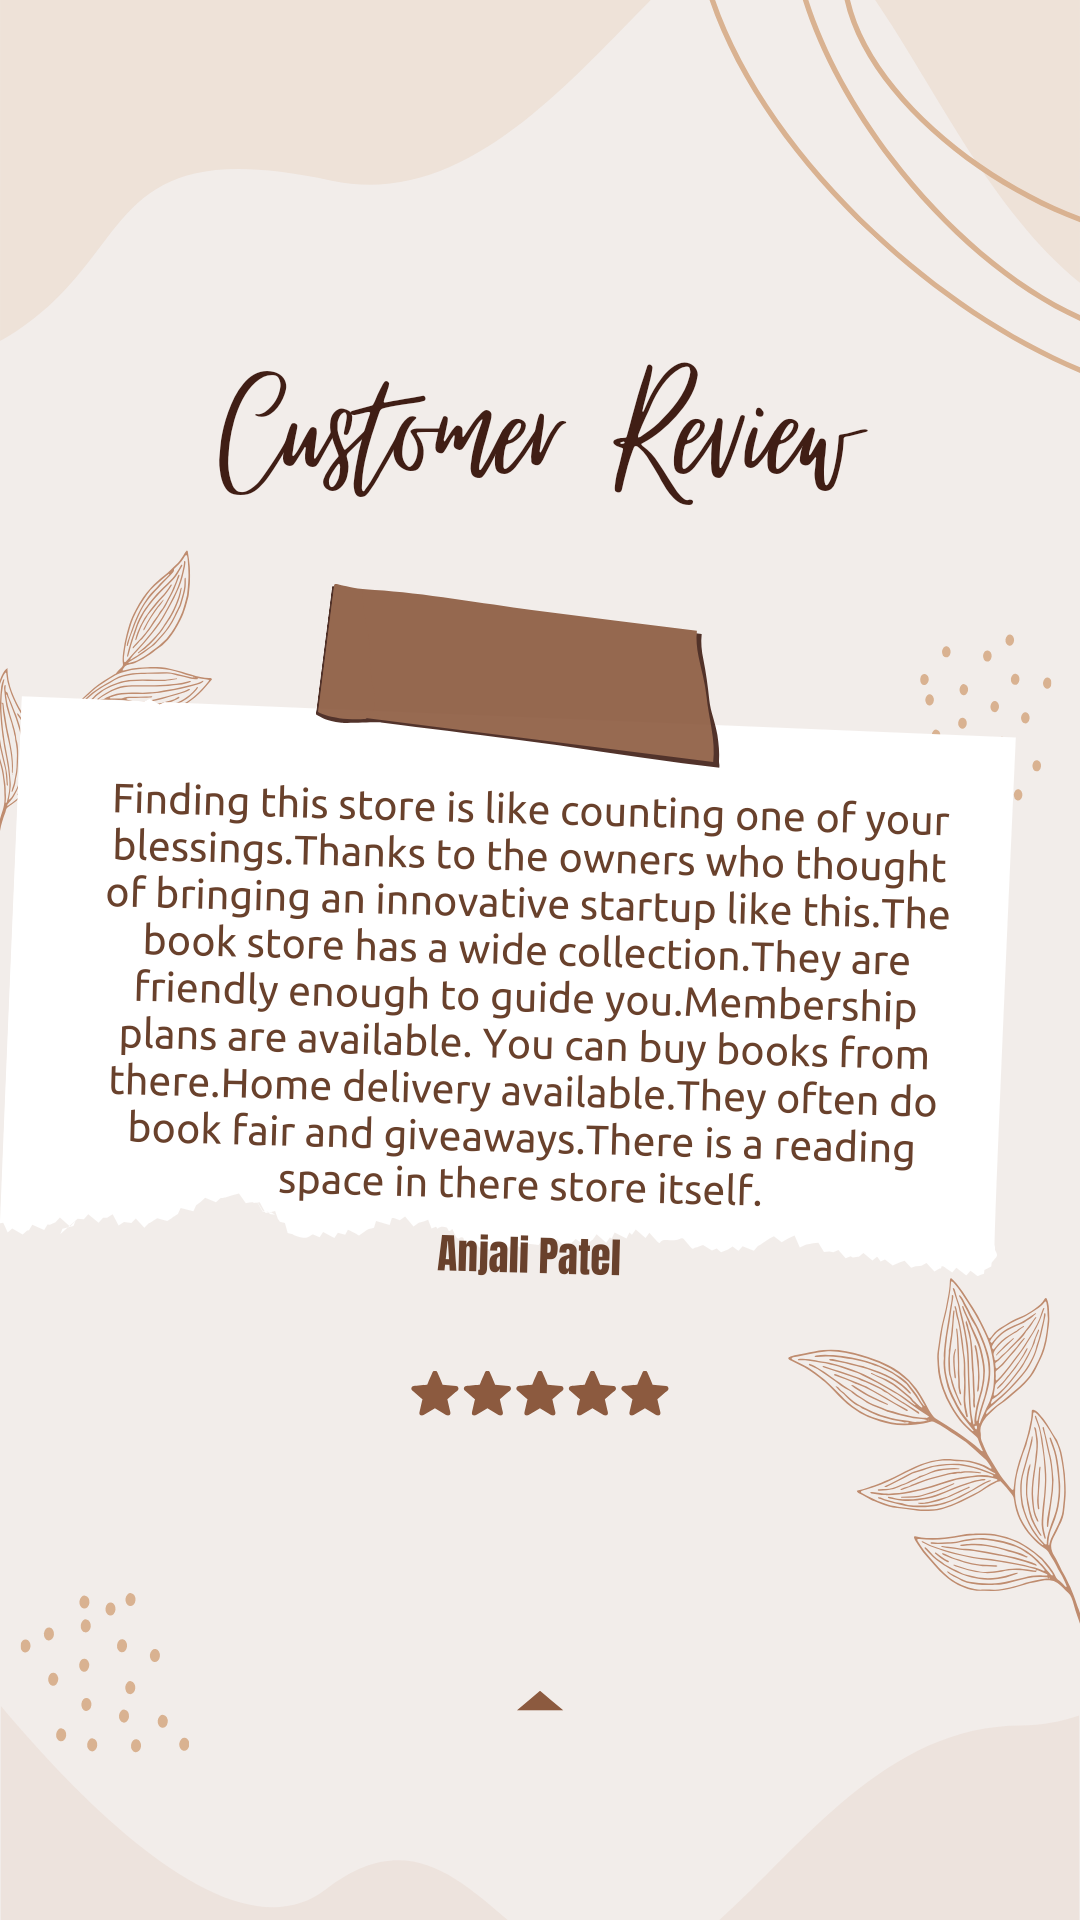 Customer Review
Finding this store is like counting one of your
blessings.Thanks to the owners who thought
of bringing an innovative startup like this.The
book store has a wide collection.They are
friendly enough to guide you.Membership
plans are available. You can buy books from
there.Home delivery available.They often do
book fair and giveaways.There is a reading
space in there store itself.
Anjali Patel